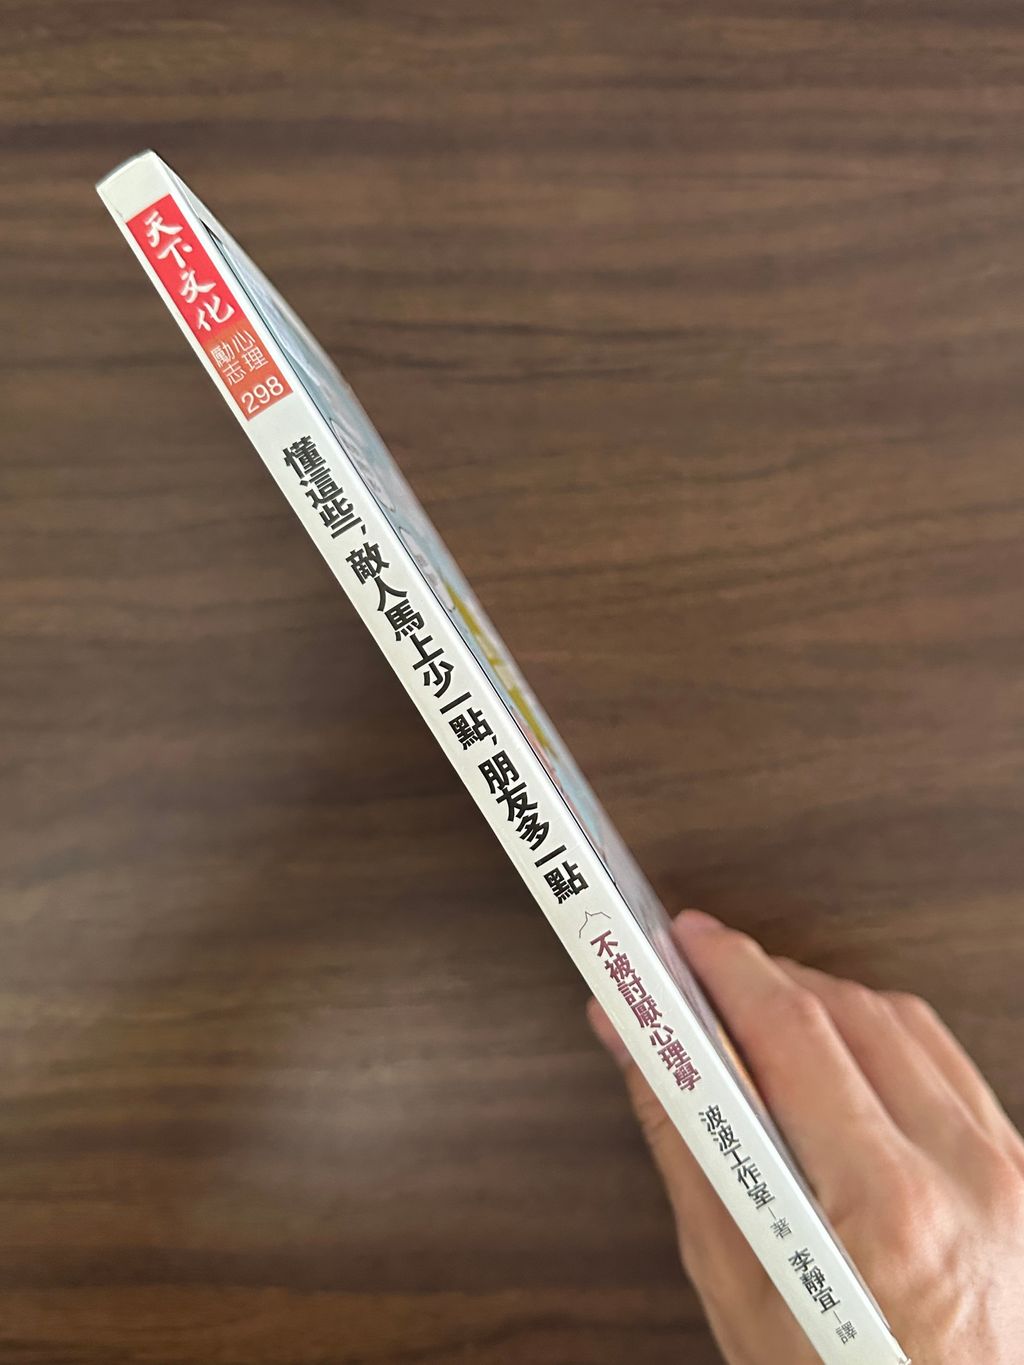 天下文化
心理
勵志
298
懂這些，敵人馬上少一點，朋友多一點
不被討厭心理學
波波工作室—著
李靜宜—譯